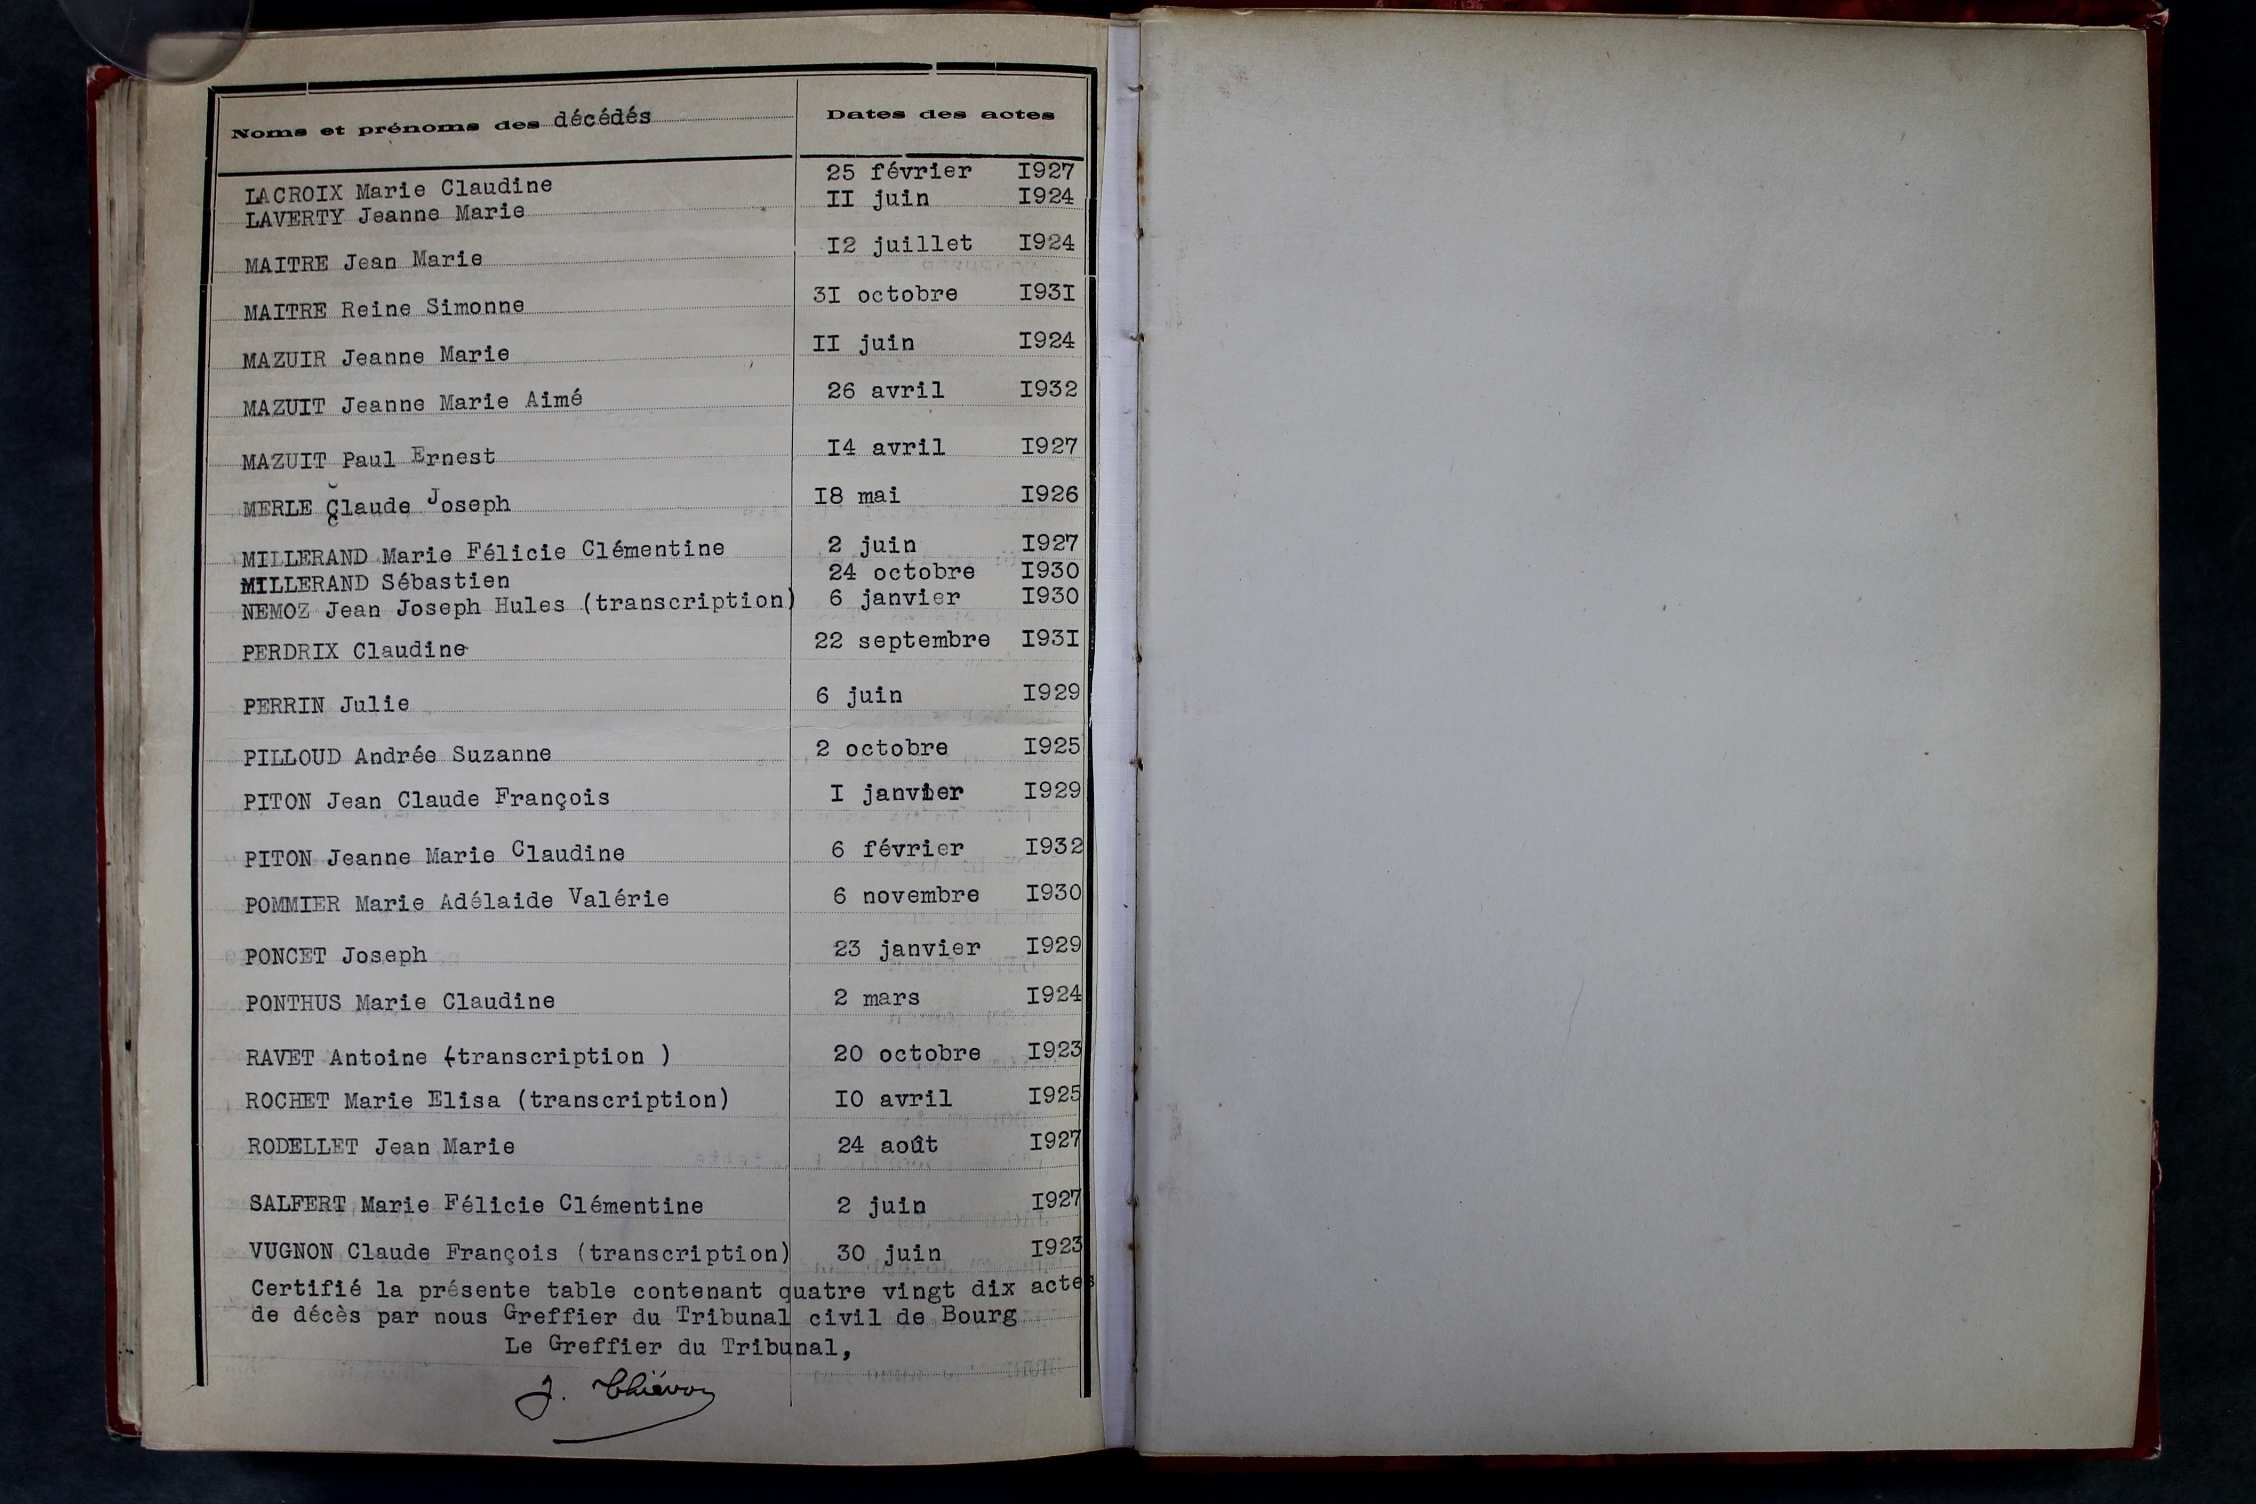 Noms et prénoms des décédés Dates des actes
LACROIX Marie Claudine 25 février I927
LAVERTY Jeanne Marie II juin I924
MAITRE Jean Marie I2 juillet I924
MAITRE Reine Simonne 3I octobre I93I
MAZUIR Jeanne Marie II juin I924
MAZUIT Jeanne Marie Aimé 26 avril I932
MAZUIT Paul Ernest I4 avril I927
MERLE Claude Joseph I8 mai I926
MILLERAND Marie Félicie Clémentine 2 juin I927
MILLERAND Sébastien 24 octobre I930
NEMOZ Jean Joseph Hules (transcription) 6 janvier I930
PERDRIX Claudine 22 septembre I93I
PERRIN Julie 6 juin I929
PILLOUD Andrée Suzanne 2 octobre I925
PITON Jean Claude François I janvier I929
PITON Jeanne Marie Claudine 6 février I932
POMMIER Marie Adélaide Valérie 6 novembre I930
PONCET Joseph 23 janvier I929
PONTHUS Marie Claudine 2 mars I924
RAVET Antoine (transcription ) 20 octobre I923
ROCHET Marie Elisa (transcription) IO avril I925
RODELLET Jean Marie 24 août I927
SALFERT Marie Félicie Clémentine 2 juin I927
VUGNON Claude François (transcription) 30 juin I923
Certifié la présente table contenant quatre vingt dix actes
de décès par nous Greffier du Tribunal civil de Bourg
Le Greffier du Tribunal,
J.